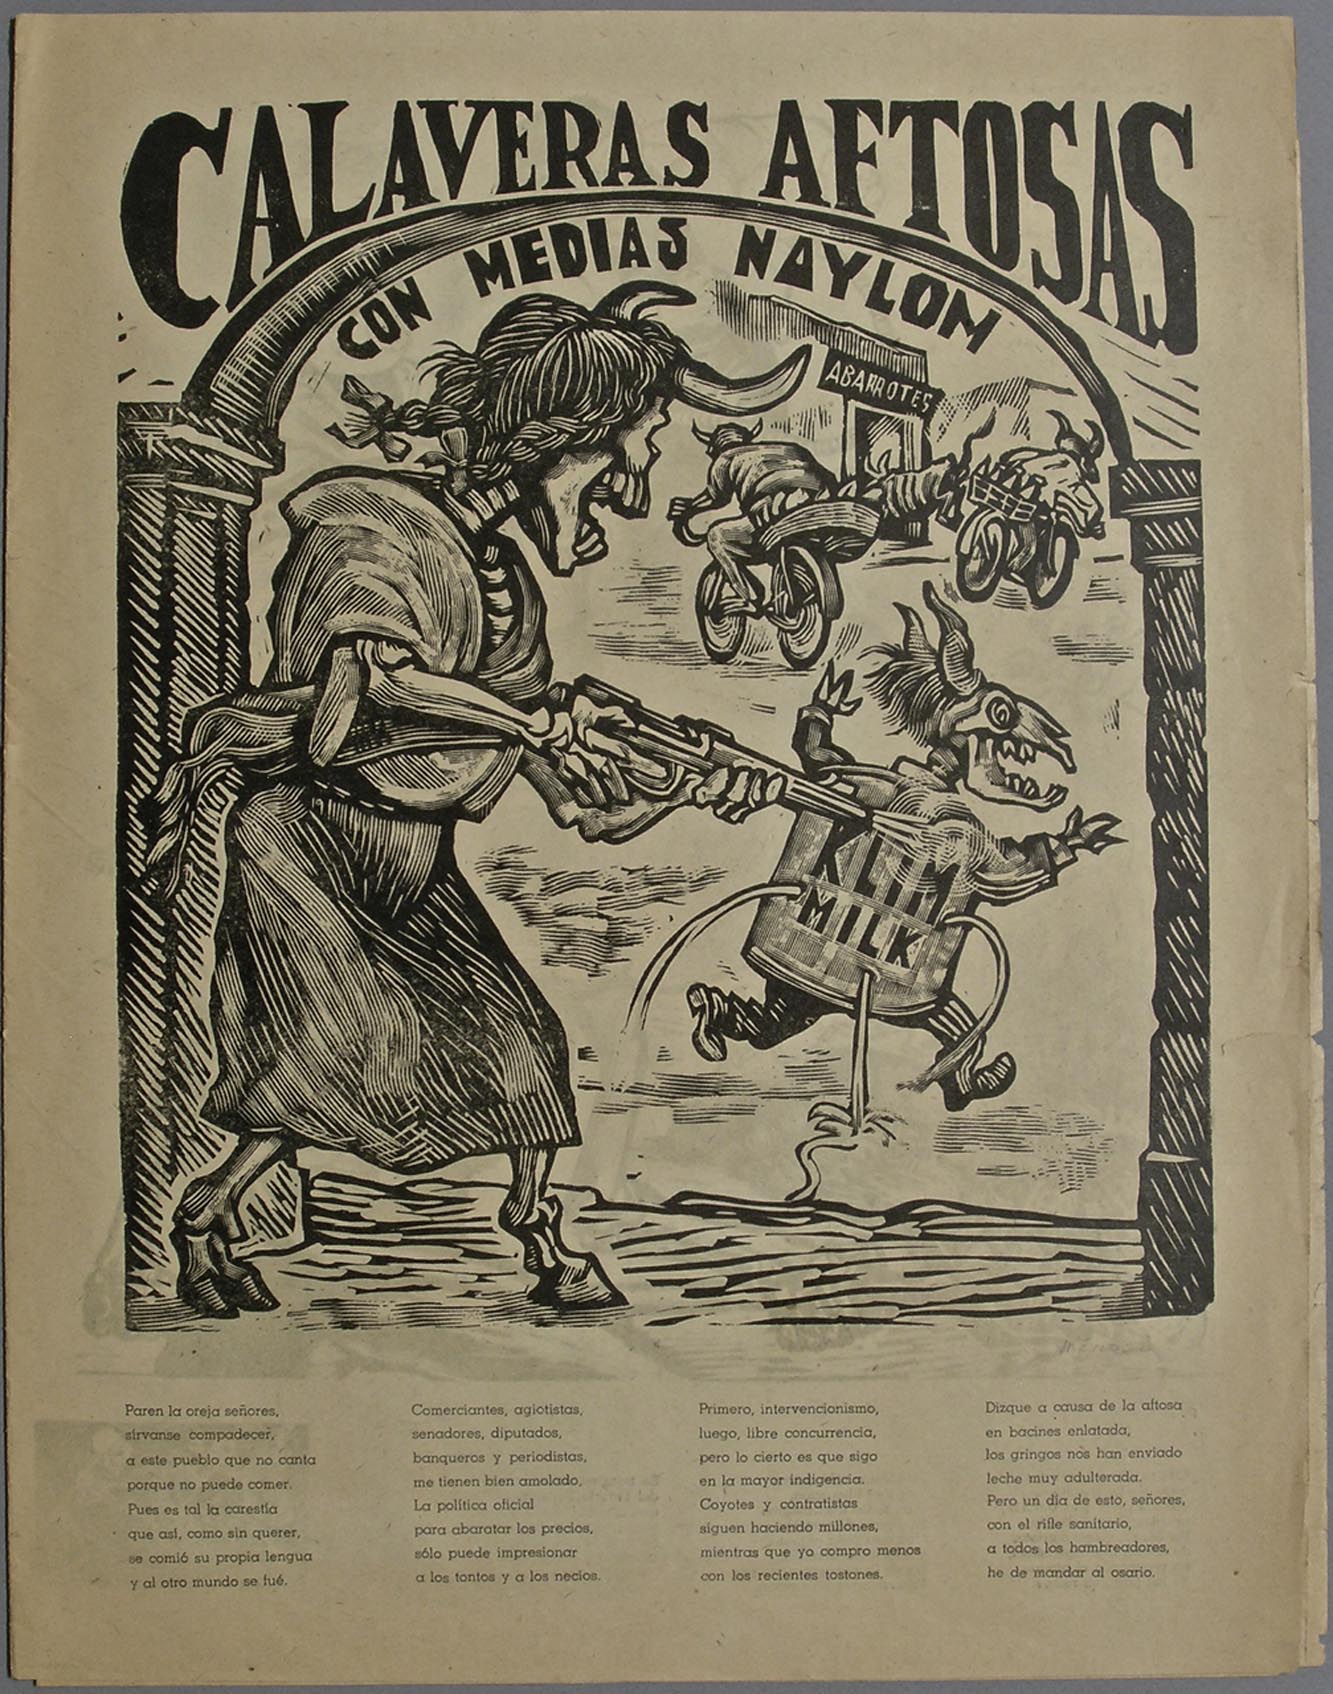 CALAVERAS AFTOSAS
CON MEDIAS NAYLOM
ABARROTES
KLIM
MILK
Paren la oreja señores,
sírvanse compadecer,
a este pueblo que no canta
porque no puede comer.
Pues es tal la carestía
que así, como sin querer,
se comió su propia lengua
y al otro mundo se fué.
Comerciantes, agiotistas,
senadores, diputados,
banqueros y periodistas,
me tienen bien amolado.
La política oficial
para abaratar los precios,
sólo puede impresionar
a los tontos y a los necios.
Primero, intervencionismo,
luego, libre concurrencia,
pero lo cierto es que sigo
en la mayor indigencia.
Coyotes y contratistas
siguen haciendo millones,
mientras que yo compro menos
con los recientes tostones.
Dizque a causa de la aftosa
en bacines enlatada,
los gringos nos han enviado
leche muy adulterada.
Pero un día de esto, señores,
con el rifle sanitario,
a todos los hambreadores,
he de mandar al osario.